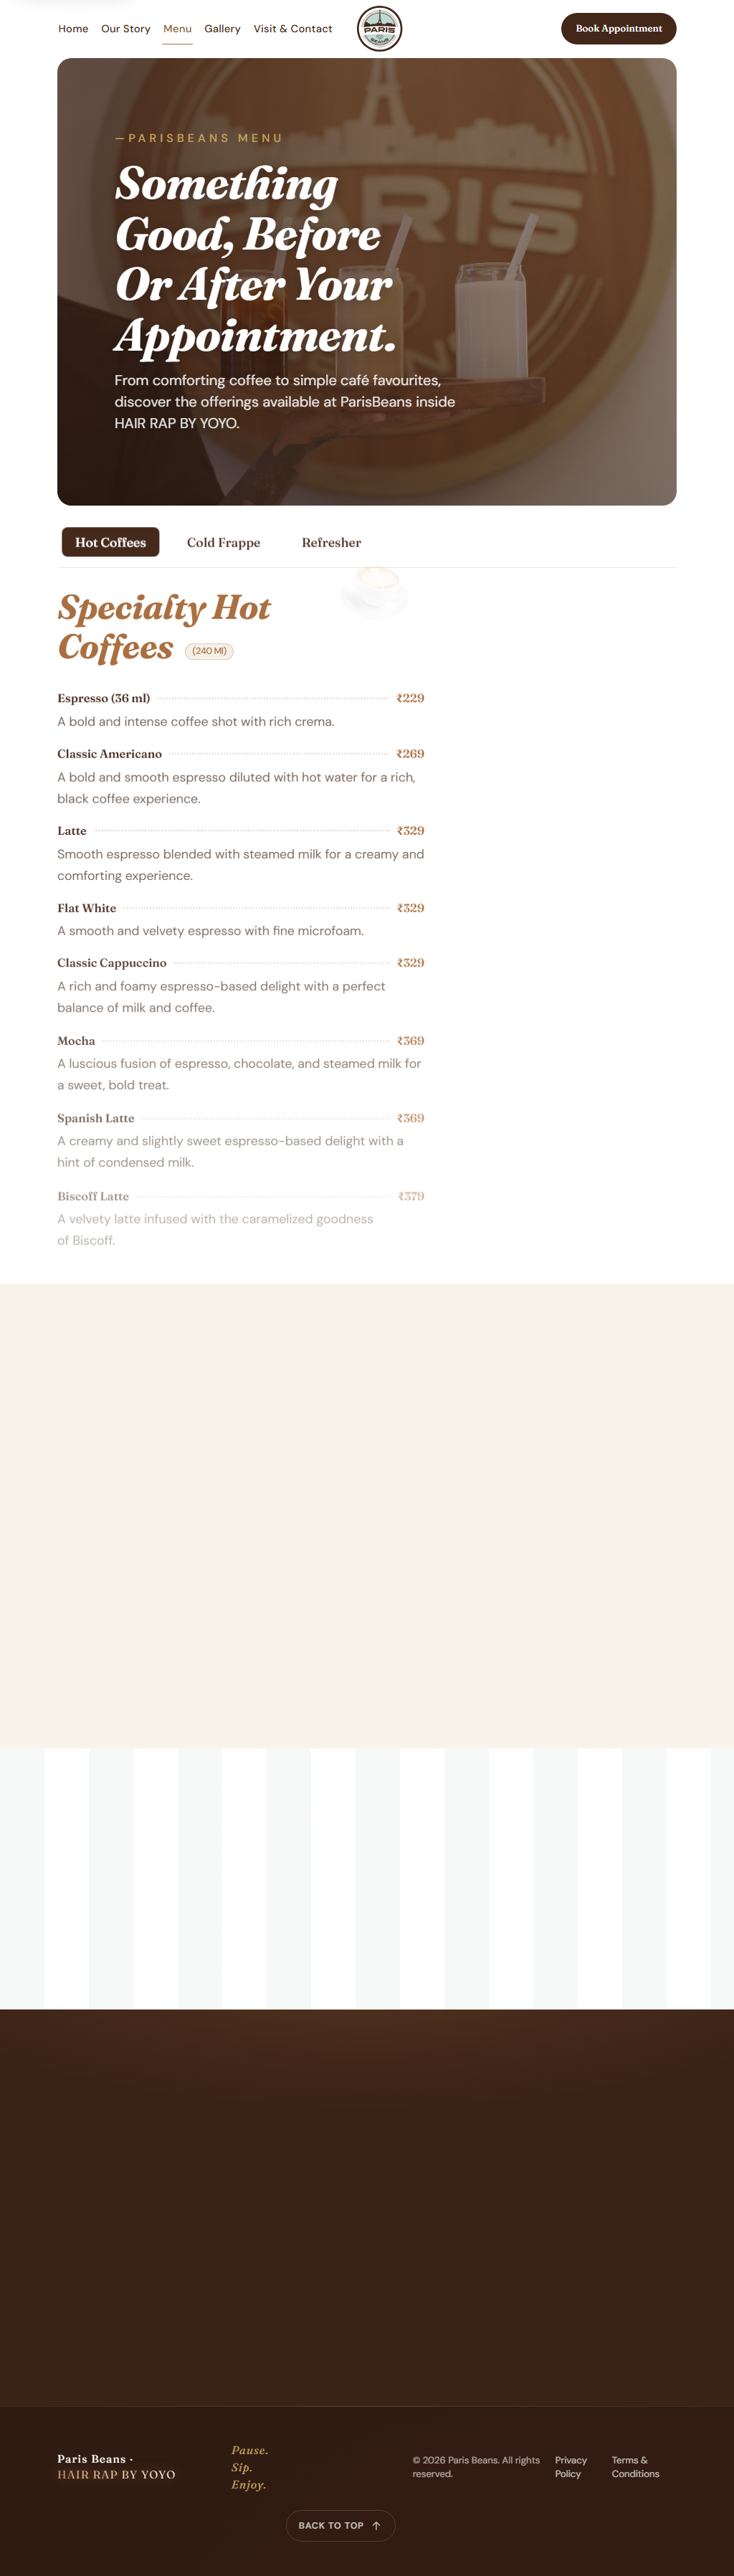 Home Our Story Menu Gallery Visit & Contact
PARIS
BEANS
Book Appointment
—PARISBEANS MENU
Something
Good, Before
Or After Your
Appointment.
From comforting coffee to simple café favourites,
discover the offerings available at ParisBeans inside
HAIR RAP BY YOYO.
Hot Coffees Cold Frappe Refresher
Specialty Hot
Coffees (240 Ml)
Espresso (36 ml) ₹229
A bold and intense coffee shot with rich crema.
Classic Americano ₹269
A bold and smooth espresso diluted with hot water for a rich,
black coffee experience.
Latte ₹329
Smooth espresso blended with steamed milk for a creamy and
comforting experience.
Flat White ₹329
A smooth and velvety espresso with fine microfoam.
Classic Cappuccino ₹329
A rich and foamy espresso-based delight with a perfect
balance of milk and coffee.
Mocha ₹369
A luscious fusion of espresso, chocolate, and steamed milk for
a sweet, bold treat.
Spanish Latte ₹369
A creamy and slightly sweet espresso-based delight with a
hint of condensed milk.
Biscoff Latte ₹379
A velvety latte infused with the caramelized goodness
of Biscoff.
Paris Beans ·
HAIR RAP BY YOYO
Pause.
Sip.
Enjoy.
© 2026 Paris Beans. All rights
reserved.
Privacy
Policy
Terms &
Conditions
BACK TO TOP ↑